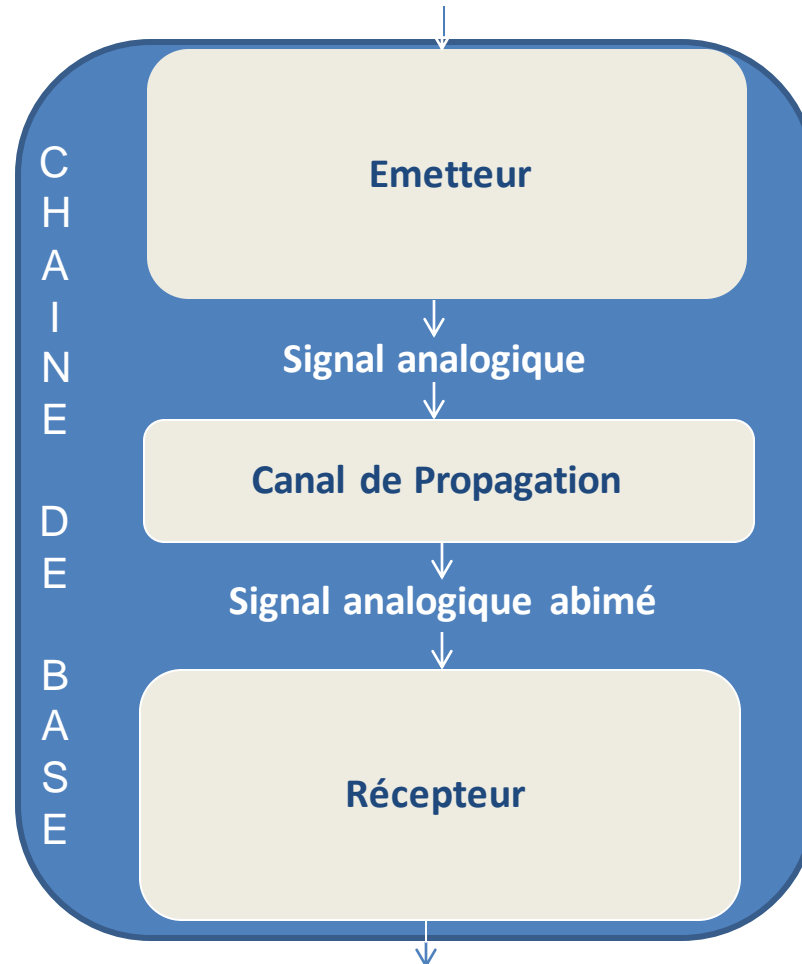 CHAINE DE BASE
Emetteur
Signal analogique
Canal de Propagation
Signal analogique abimé
Récepteur